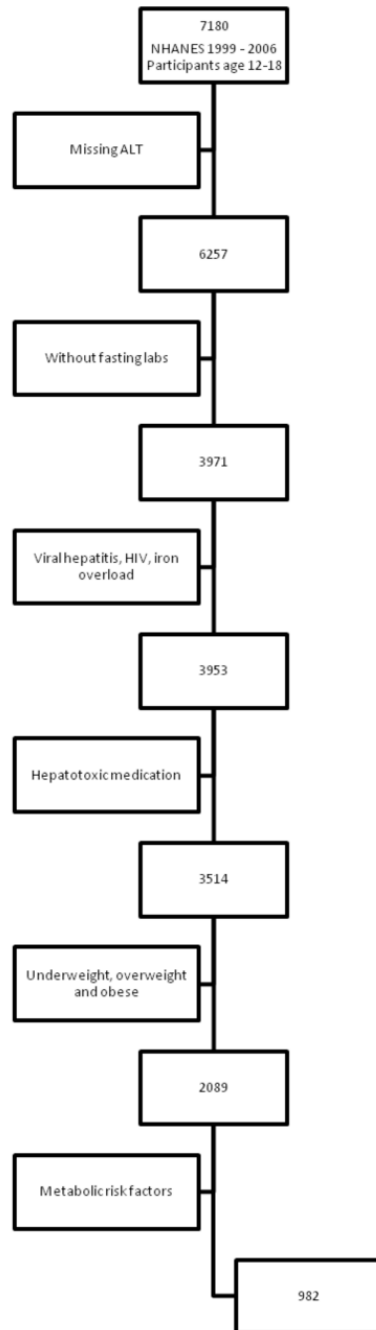 7180
NHANES 1999 - 2006
Participants age 12-18
Missing ALT
6257
Without fasting labs
3971
Viral hepatitis, HIV, iron
overload
3953
Hepatotoxic medication
3514
Underweight, overweight
and obese
2089
Metabolic risk factors
982